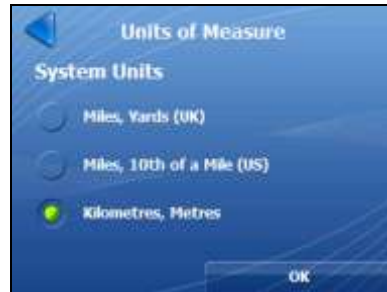 Units of Measure
System Units
Miles, Yards (UK)
Miles, 10th of a Mile (US)
Kilometres, Metres
OK